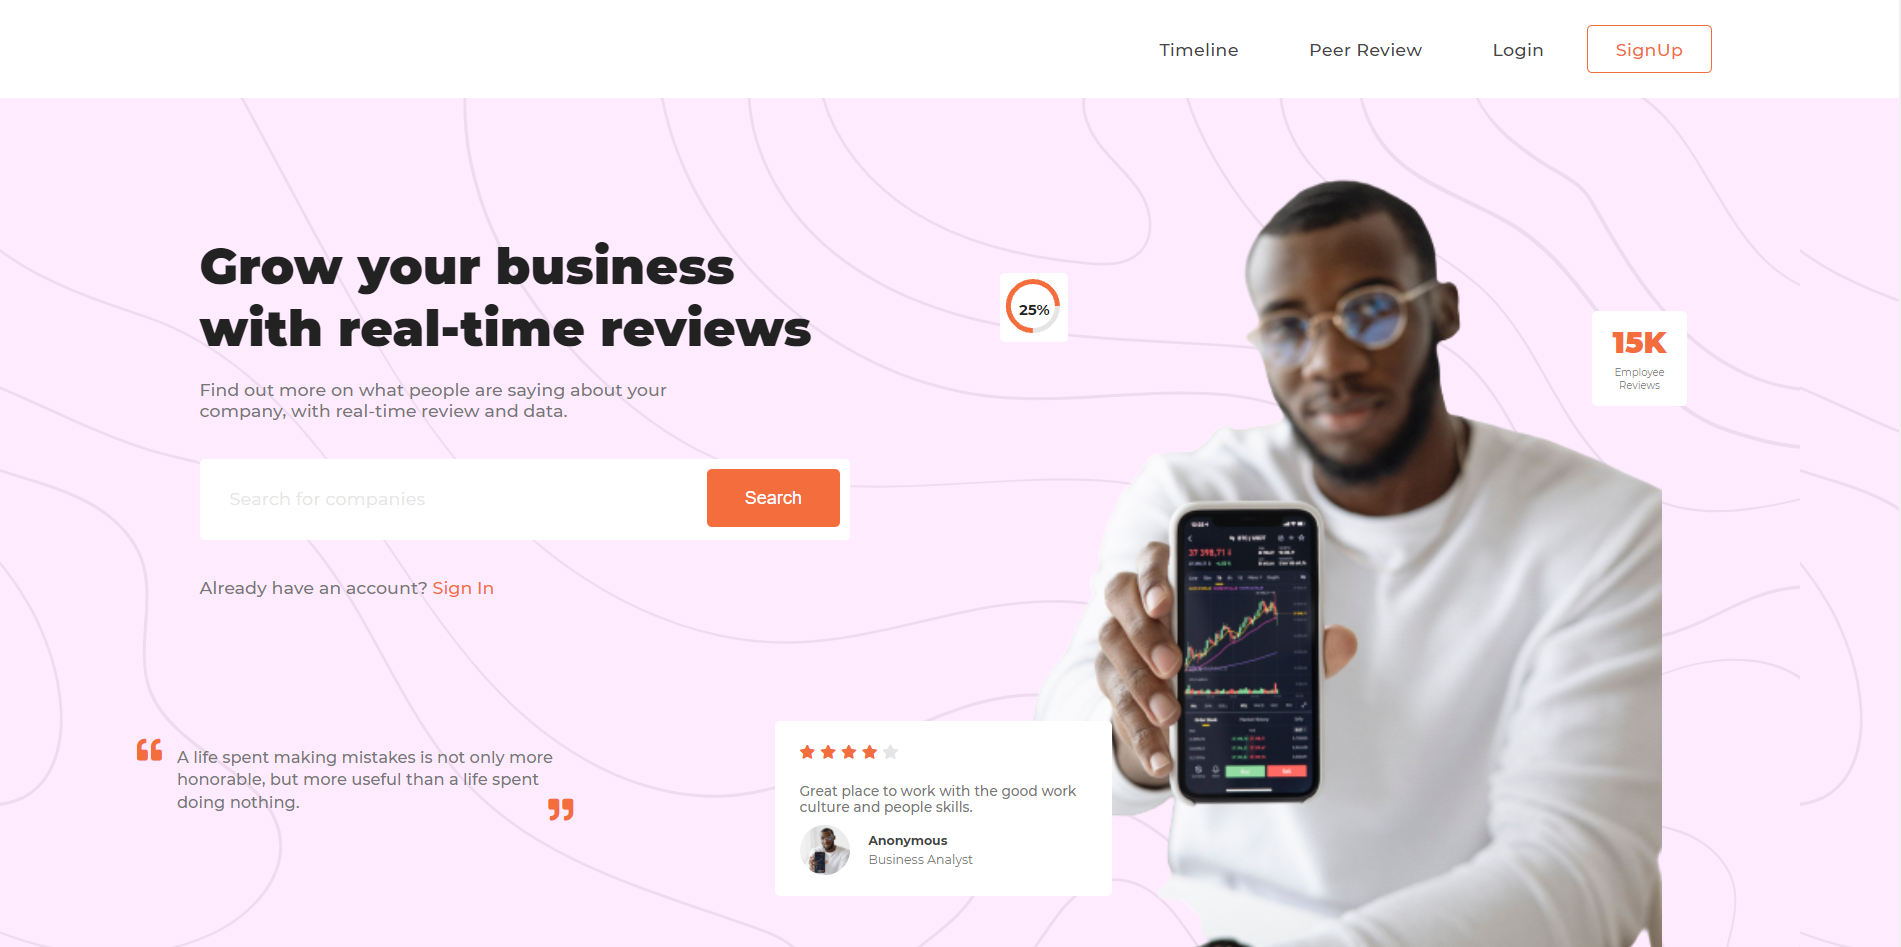 Timeline
Peer Review
Login
SignUp
Grow your business
with real-time reviews
Find out more on what people are saying about your
company, with real-time review and data.
Search for companies
Search
Already have an account? Sign In
25%
15K
Employee
Reviews
A life spent making mistakes is not only more
honorable, but more useful than a life spent
doing nothing.
Great place to work with the good work
culture and people skills.
Anonymous
Business Analyst
37 398,71